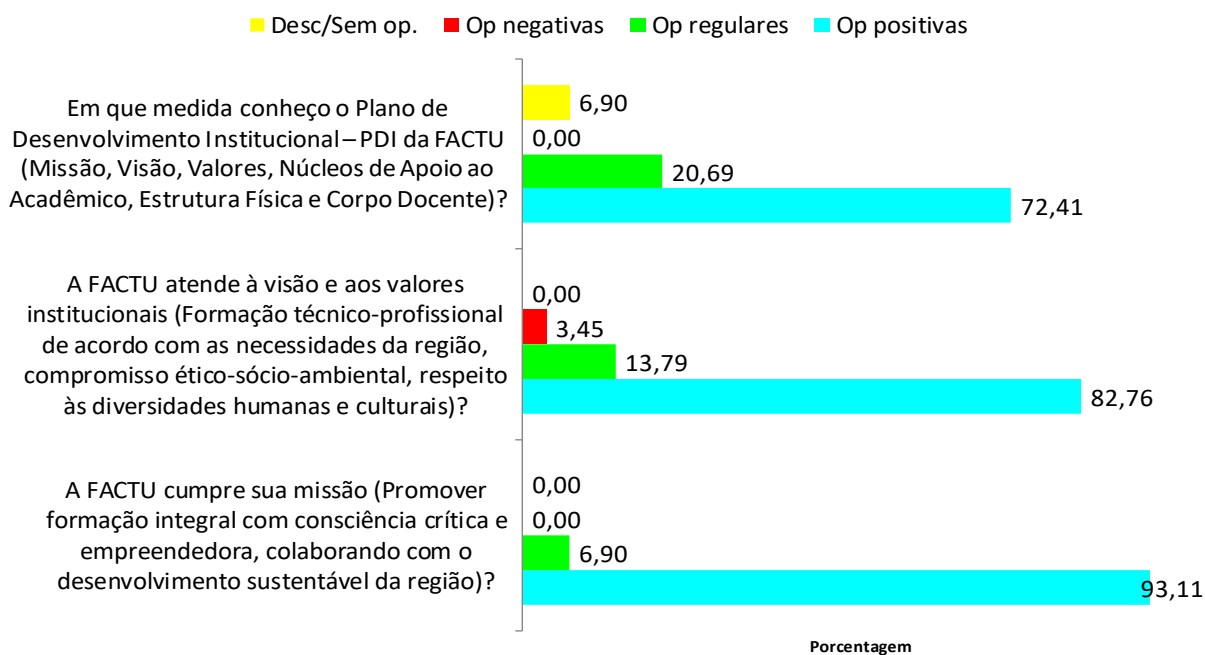 Desc/Sem op. Op negativas Op regulares Op positivas
Em que medida conheço o Plano de
Desenvolvimento Institucional – PDI da FACTU
(Missão, Visão, Valores, Núcleos de Apoio ao
Acadêmico, Estrutura Física e Corpo Docente)?
6,90
0,00
20,69
72,41
A FACTU atende à visão e aos valores
institucionais (Formação técnico-profissional
de acordo com as necessidades da região,
compromisso ético-sócio-ambiental, respeito
às diversidades humanas e culturais)?
0,00
3,45
13,79
82,76
A FACTU cumpre sua missão (Promover
formação integral com consciência crítica e
empreendedora, colaborando com o
desenvolvimento sustentável da região)?
0,00
0,00
6,90
93,11
Porcentagem